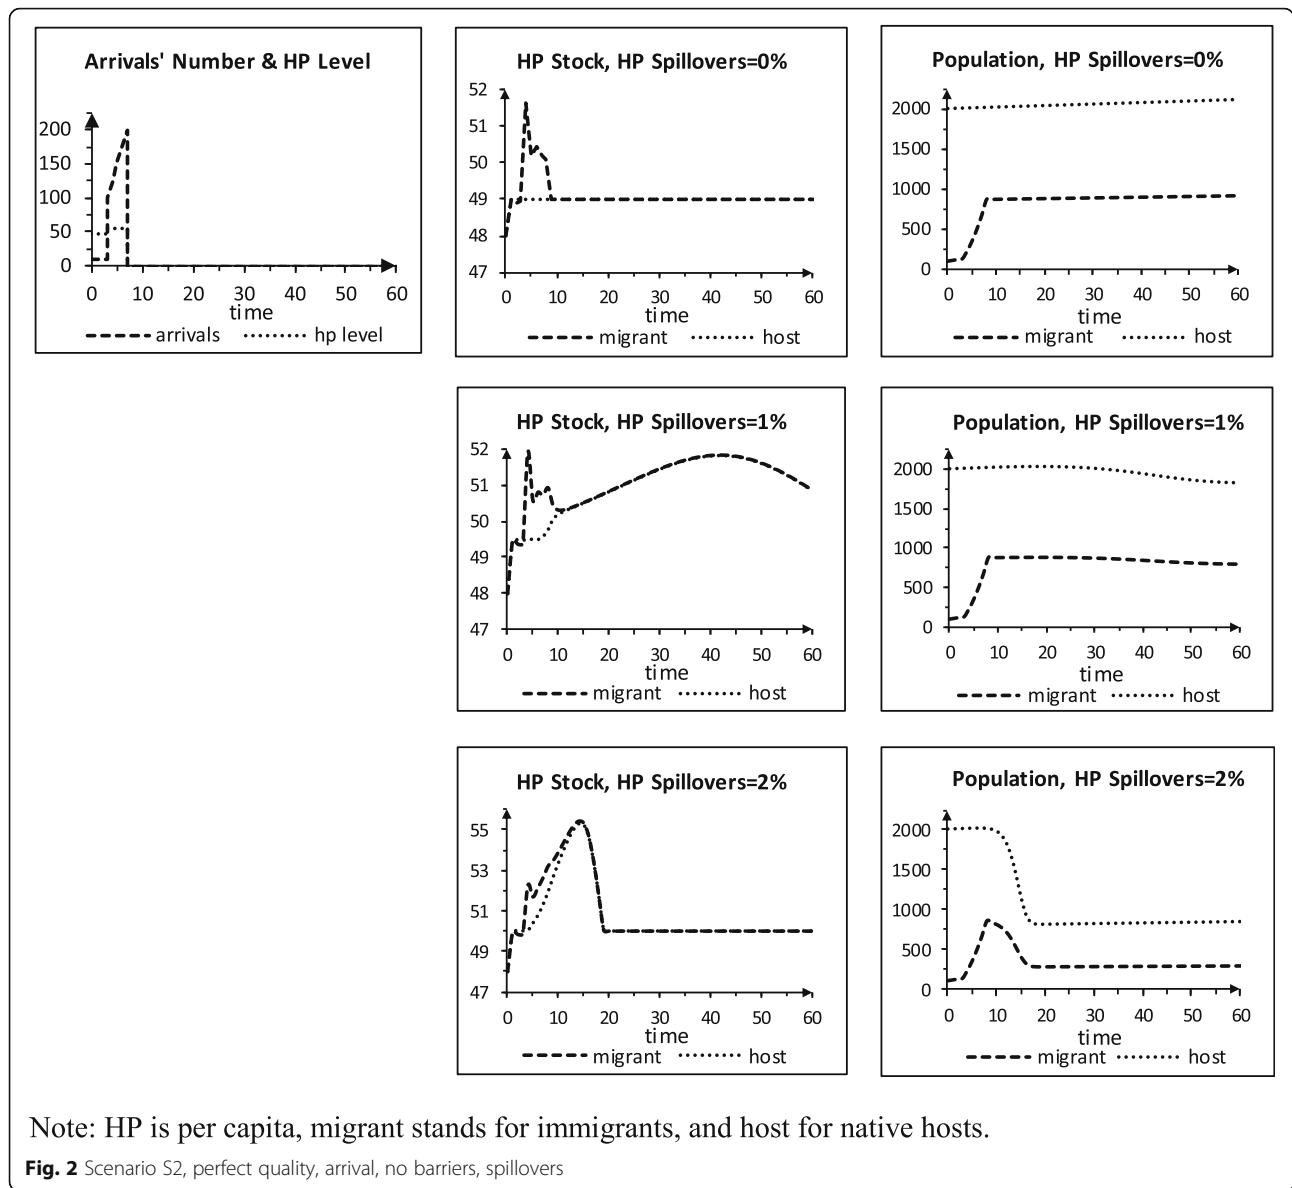 Arrivals' Number & HP Level
200
150
100
50
0
0 10 20 30 40 50 60
time
arrivals hp level
HP Stock, HP Spillovers=0%
52
51
50
49
48
47
0 10 20 30 40 50 60
time
migrant host
Population, HP Spillovers=0%
2000
1500
1000
500
0
0 10 20 30 40 50 60
time
migrant host
HP Stock, HP Spillovers=1%
52
51
50
49
48
47
0 10 20 30 40 50 60
time
migrant host
Population, HP Spillovers=1%
2000
1500
1000
500
0
0 10 20 30 40 50 60
time
migrant host
HP Stock, HP Spillovers=2%
55
53
51
49
47
0 10 20 30 40 50 60
time
migrant host
Population, HP Spillovers=2%
2000
1500
1000
500
0
0 10 20 30 40 50 60
time
migrant host
Note: HP is per capita, migrant stands for immigrants, and host for native hosts.
Fig. 2 Scenario S2, perfect quality, arrival, no barriers, spillovers